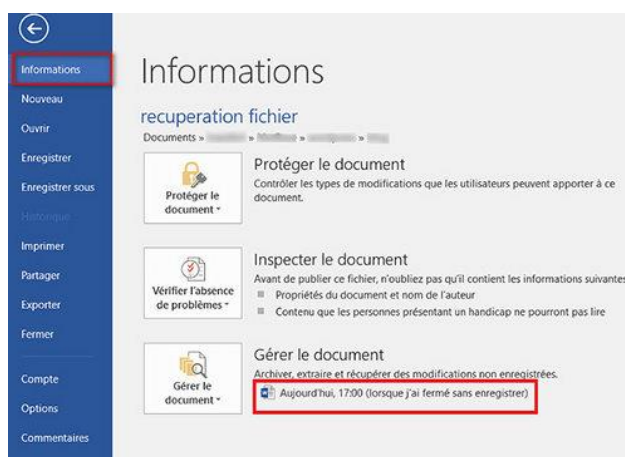 Informations
Nouveau
Ouvrir
Enregistrer
Enregistrer sous
Historique
Imprimer
Partager
Exporter
Fermer
Compte
Options
Commentaires
Informations
recuperation fichier
Documents » » » »
Protéger le document
Contrôler les types de modifications que les utilisateurs peuvent apporter à ce
document.
Protéger le
document
Inspecter le document
Avant de publier ce fichier, n'oubliez pas qu'il contient les informations suivantes
Propriétés du document et nom de l'auteur
Contenu que les personnes présentant un handicap ne pourront pas lire
Vérifier l'absence
de problèmes
Gérer le document
Archiver, extraire et récupérer des modifications non enregistrées.
Aujourd'hui, 17:00 (lorsque j'ai fermé sans enregistrer)
Gérer le
document